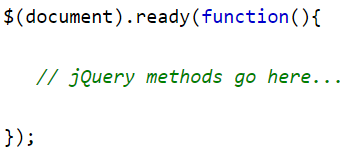 $(document).ready(function(){
// jQuery methods go here...
});